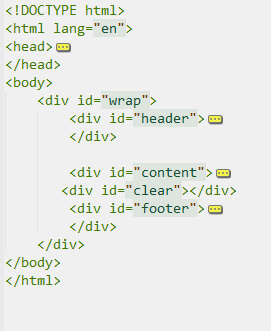 <!DOCTYPE html>
<html lang="en">
<head>
</head>
<body>
<div id="wrap">
<div id="header">
</div>
<div id="content">
<div id="clear"></div>
<div id="footer">
</div>
</div>
</body>
</html>